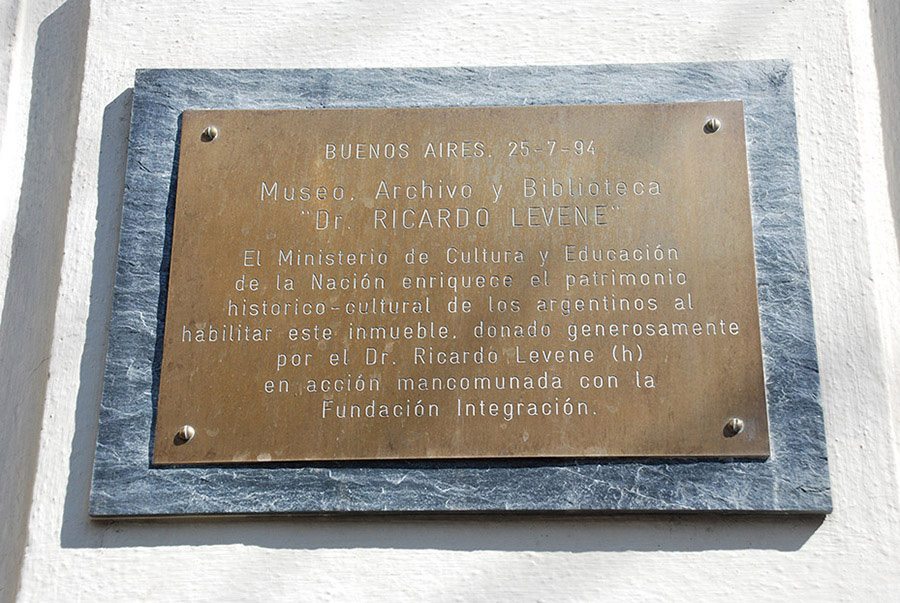 BUENOS AIRES, 25-7-94
Museo, Archivo y Biblioteca
"Dr. RICARDO LEVENE"
El Ministerio de Cultura y Educación
de la Nación enriquece el patrimonio
histórico-cultural de los argentinos al
habilitar este inmueble, donado generosamente
por el Dr. Ricardo Levene (h)
en acción mancomunada con la
Fundación Integración.